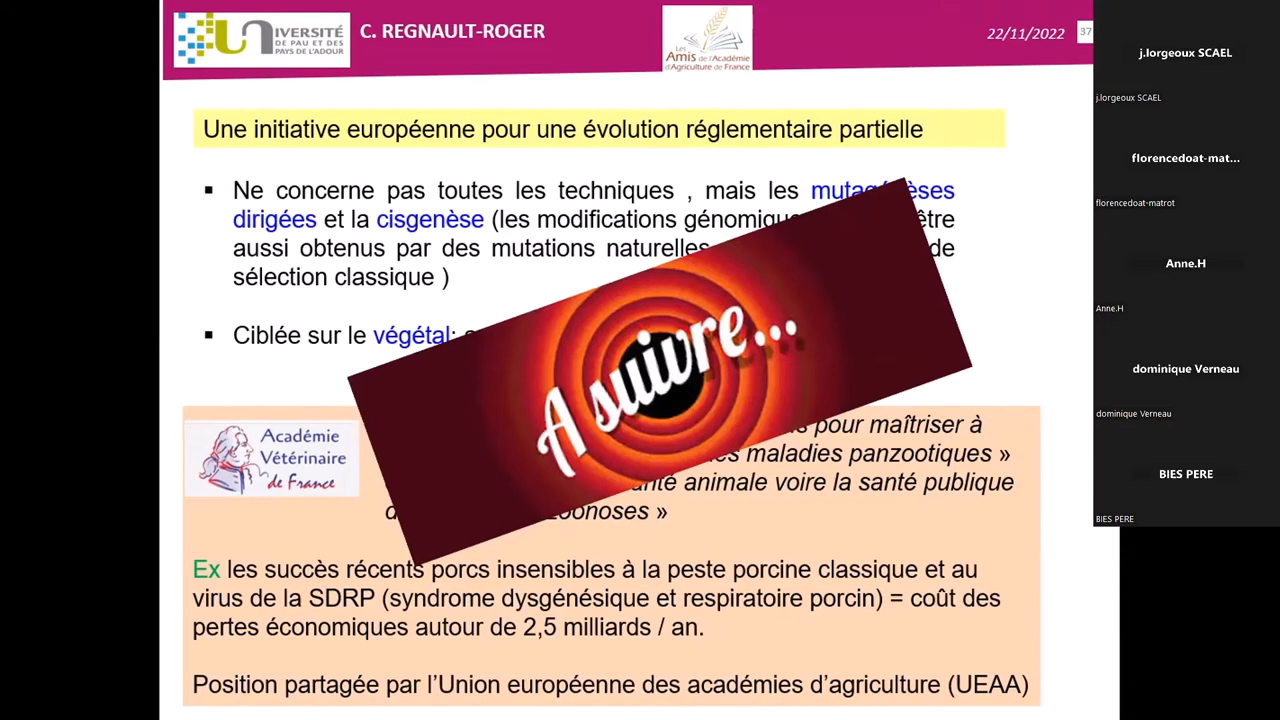 UNIVERSITÉ
DE PAU ET DES
PAYS DE L'ADOUR
C. REGNAULT-ROGER
Les
Amis de l'Académie
d'Agriculture de France
22/11/2022
37
Une initiative européenne pour une évolution réglementaire partielle
▪ Ne concerne pas toutes les techniques , mais les
dirigées et la cisgenèse (les modifications être
aussi obtenus par des mutations naturelles de
sélection classique )
▪ Ciblée sur le végétal:
A suivre...
Académie
Vétérinaire
de France
pour maîtriser à
maladies panzootiques »
animale voire la santé publique
»
Ex les succès récents porcs insensibles à la peste porcine classique et au
virus de la SDRP (syndrome dysgénésique et respiratoire porcin) = coût des
pertes économiques autour de 2,5 milliards / an.
Position partagée par l'Union européenne des académies d'agriculture (UEAA)
j.lorgeoux SCAEL
j.lorgeoux SCAEL
florencedoat-mat...
florencedoat-matrot
Anne.H
Anne.H
dominique Verneau
dominique Verneau
BIES PERE
BIES PERE